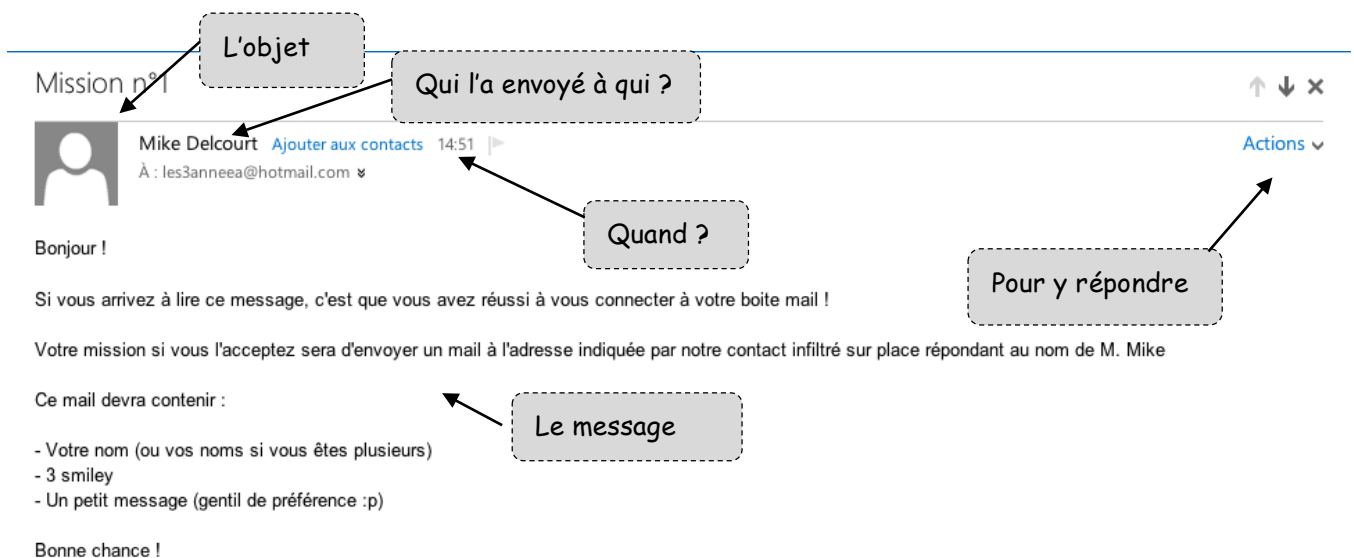 L'objet
Mission n°1
Qui l'a envoyé à qui ?
Mike Delcourt Ajouter aux contacts 14:51
Actions
À : les3anneea@hotmail.com
Quand ?
Bonjour !
Pour y répondre
Si vous arrivez à lire ce message, c'est que vous avez réussi à vous connecter à votre boite mail !
Votre mission si vous l'acceptez sera d'envoyer un mail à l'adresse indiquée par notre contact infiltré sur place répondant au nom de M. Mike
Ce mail devra contenir :
Le message
- Votre nom (ou vos noms si vous êtes plusieurs)
- 3 smiley
- Un petit message (gentil de préférence :p)
Bonne chance !